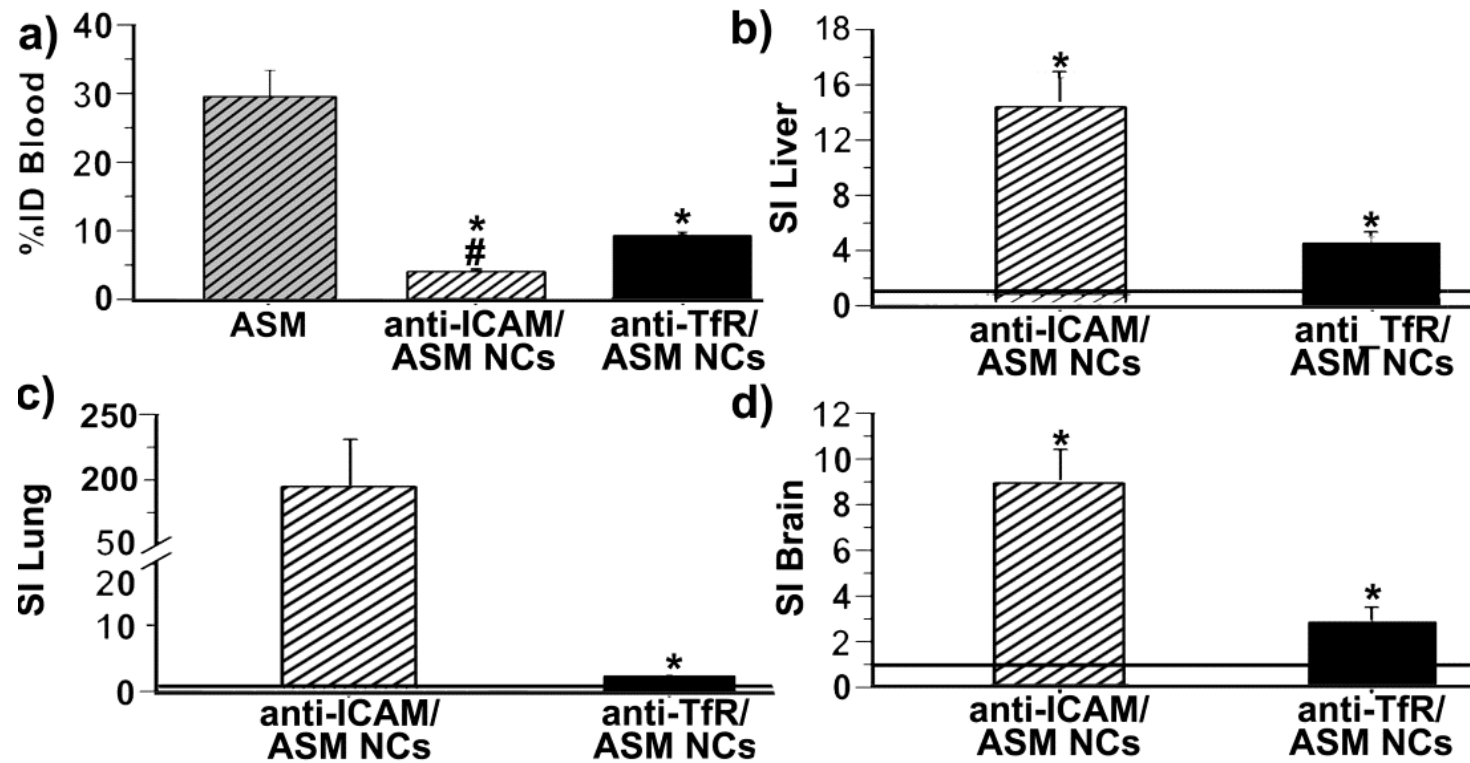 a)
%ID Blood
40
30
20
10
0
*
#
*
ASM
anti-ICAM/
ASM NCs
anti-TfR/
ASM NCs
b)
SI Liver
18
16
12
8
4
0
*
*
anti-ICAM/
ASM NCs
anti_TfR/
ASM NCs
c)
SI Lung
250
200
50
20
10
0
*
anti-ICAM/
ASM NCs
anti-TfR/
ASM NCs
d)
SI Brain
12
10
8
6
4
2
0
*
*
anti-ICAM/
ASM NCs
anti-TfR/
ASM NCs